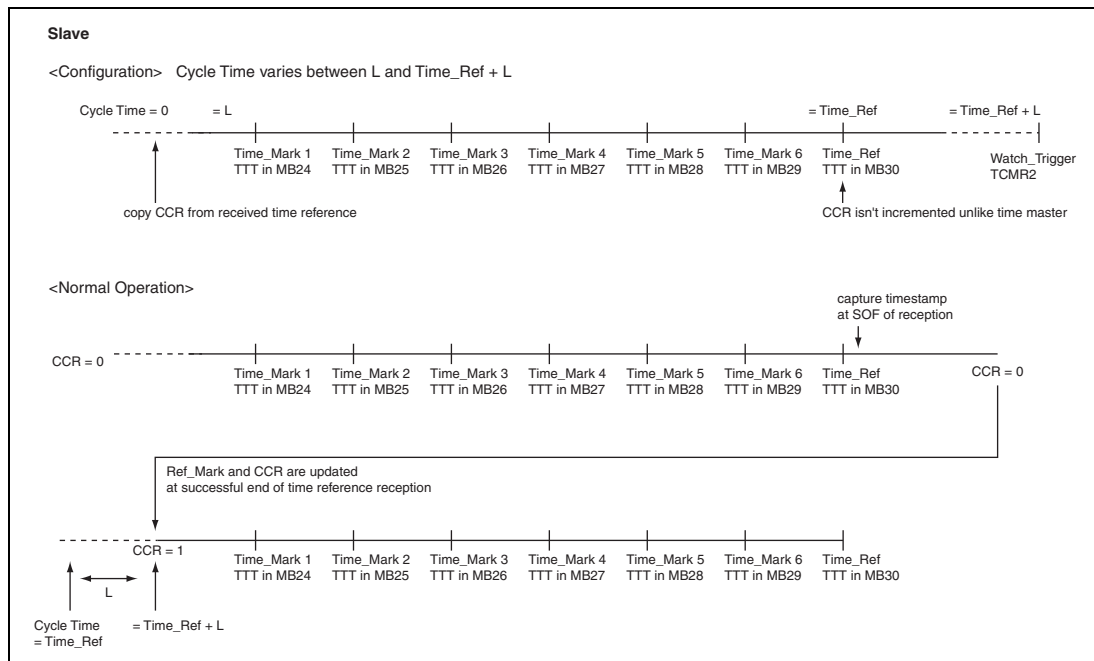 Slave
<Configuration> Cycle Time varies between L and Time_Ref + L
Cycle Time = 0
= L
= Time_Ref
= Time_Ref + L
Time_Mark 1
TTT in MB24
Time_Mark 2
TTT in MB25
Time_Mark 3
TTT in MB26
Time_Mark 4
TTT in MB27
Time_Mark 5
TTT in MB28
Time_Mark 6
TTT in MB29
Time_Ref
TTT in MB30
Watch_Trigger
TCMR2
copy CCR from received time reference
CCR isn't incremented unlike time master
<Normal Operation>
capture timestamp
at SOF of reception
CCR = 0
Time_Mark 1
TTT in MB24
Time_Mark 2
TTT in MB25
Time_Mark 3
TTT in MB26
Time_Mark 4
TTT in MB27
Time_Mark 5
TTT in MB28
Time_Mark 6
TTT in MB29
Time_Ref
TTT in MB30
CCR = 0
Ref_Mark and CCR are updated
at successful end of time reference reception
CCR = 1
Time_Mark 1
TTT in MB24
Time_Mark 2
TTT in MB25
Time_Mark 3
TTT in MB26
Time_Mark 4
TTT in MB27
Time_Mark 5
TTT in MB28
Time_Mark 6
TTT in MB29
Time_Ref
TTT in MB30
L
Cycle Time
= Time_Ref
= Time_Ref + L